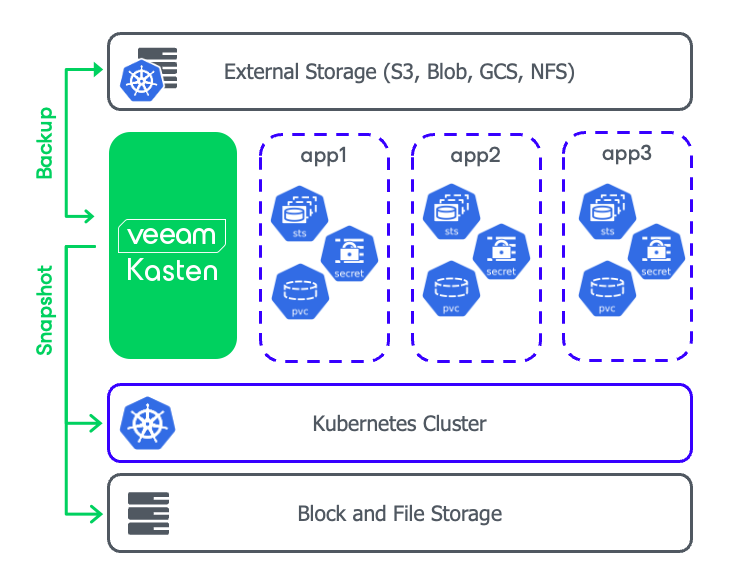 External Storage (S3, Blob, GCS, NFS)
Backup
Snapshot
veeam
Kasten
app1
sts
secret
pvc
app2
sts
secret
pvc
app3
sts
secret
pvc
Kubernetes Cluster
Block and File Storage